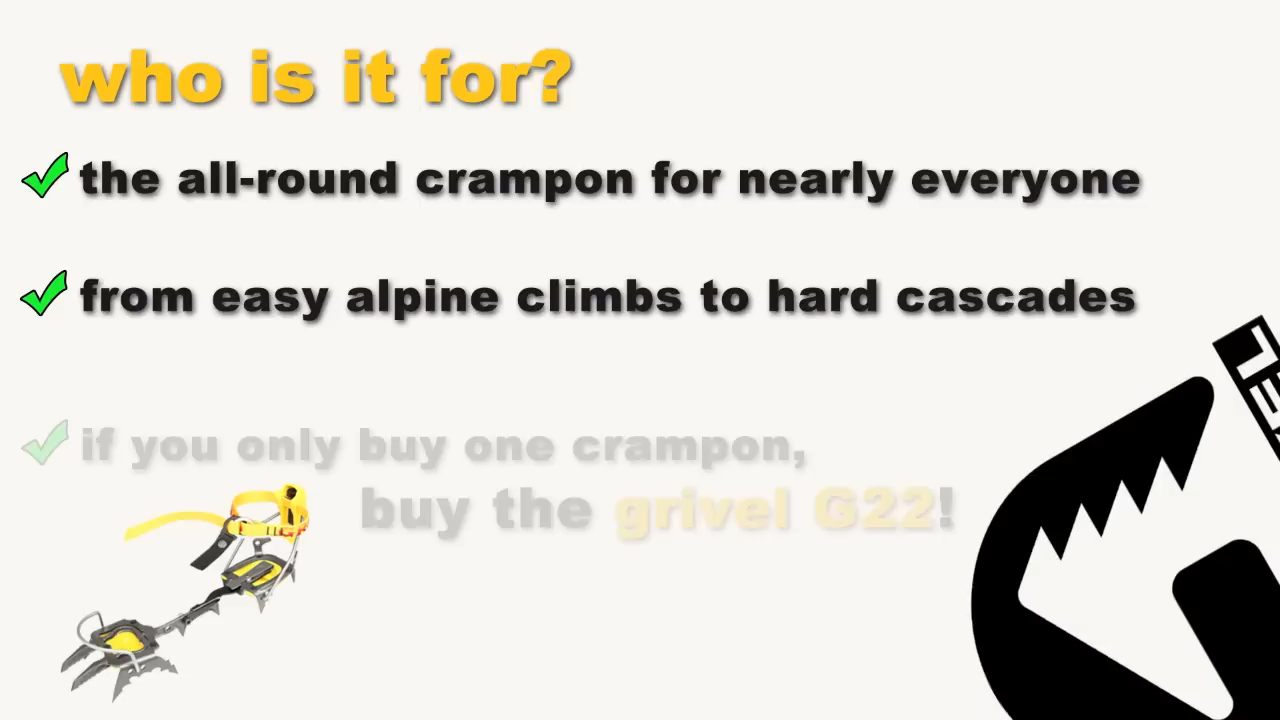 who is it for?
the all-round crampon for nearly everyone
from easy alpine climbs to hard cascades
if you only buy one crampon,
buy the grivel G22!